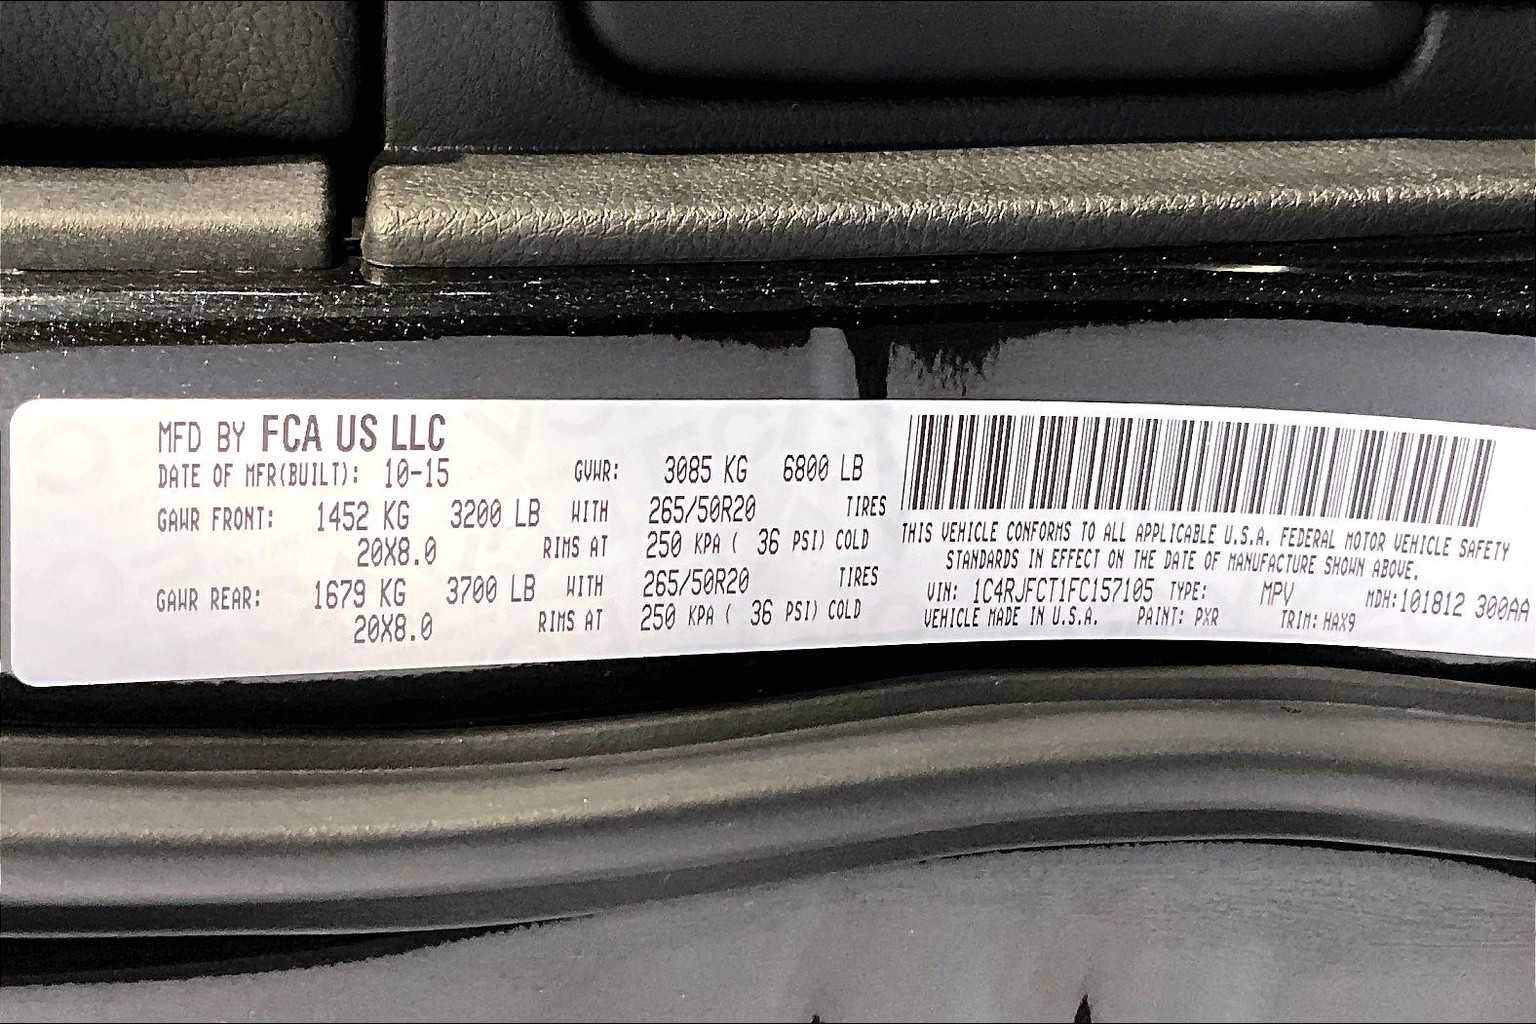 MFD BY FCA US LLC
DATE OF MFR(BUILT): 10-15 GVWR: 3085 KG 6800 LB
GAWR FRONT: 1452 KG 3200 LB WITH 265/50R20 TIRES
20X8.0 RIMS AT 250 KPA ( 36 PSI) COLD
GAWR REAR: 1679 KG 3700 LB WITH 265/50R20 TIRES
20X8.0 RIMS AT 250 KPA ( 36 PSI) COLD
THIS VEHICLE CONFORMS TO ALL APPLICABLE U.S.A. FEDERAL MOTOR VEHICLE SAFETY
STANDARDS IN EFFECT ON THE DATE OF MANUFACTURE SHOWN ABOVE.
VIN: 1C4RJFCT1FC157105 TYPE: MPV MDH:101812 300AA
VEHICLE MADE IN U.S.A. PAINT: PXR TRIM: HAX9